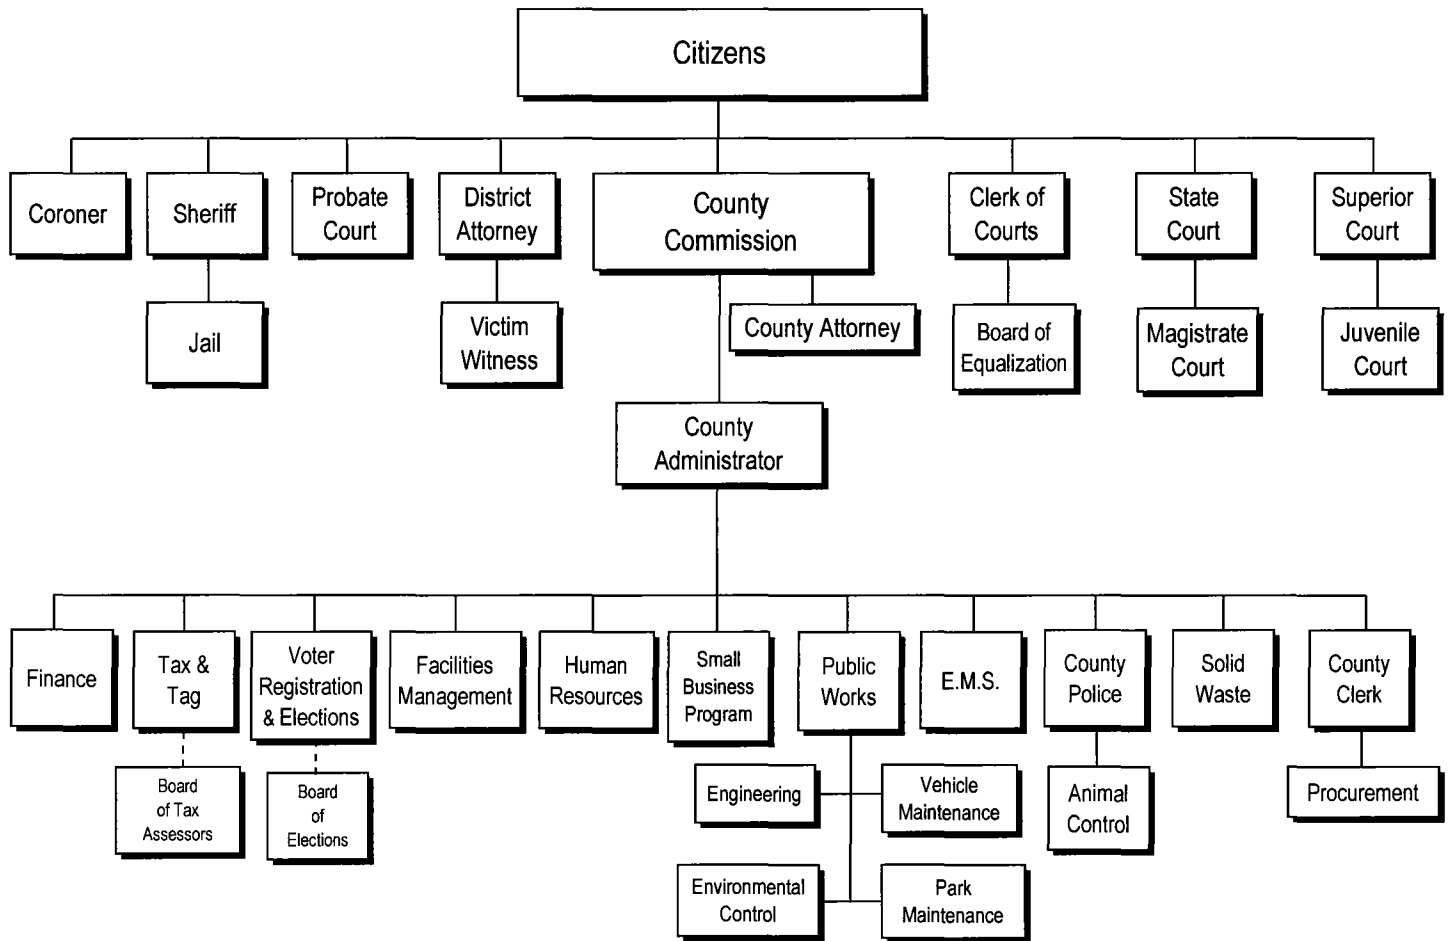 Citizens
Coroner
Sheriff
Probate
Court
District
Attorney
County
Commission
Clerk of
Courts
State
Court
Superior
Court
Jail
Victim
Witness
County Attorney
Board of
Equalization
Magistrate
Court
Juvenile
Court
County
Administrator
Finance
Tax &
Tag
Voter
Registration
& Elections
Facilities
Management
Human
Resources
Small
Business
Program
Public
Works
E.M.S.
County
Police
Solid
Waste
County
Clerk
Board
of Tax
Assessors
Board
of
Elections
Engineering
Vehicle
Maintenance
Animal
Control
Procurement
Environmental
Control
Park
Maintenance